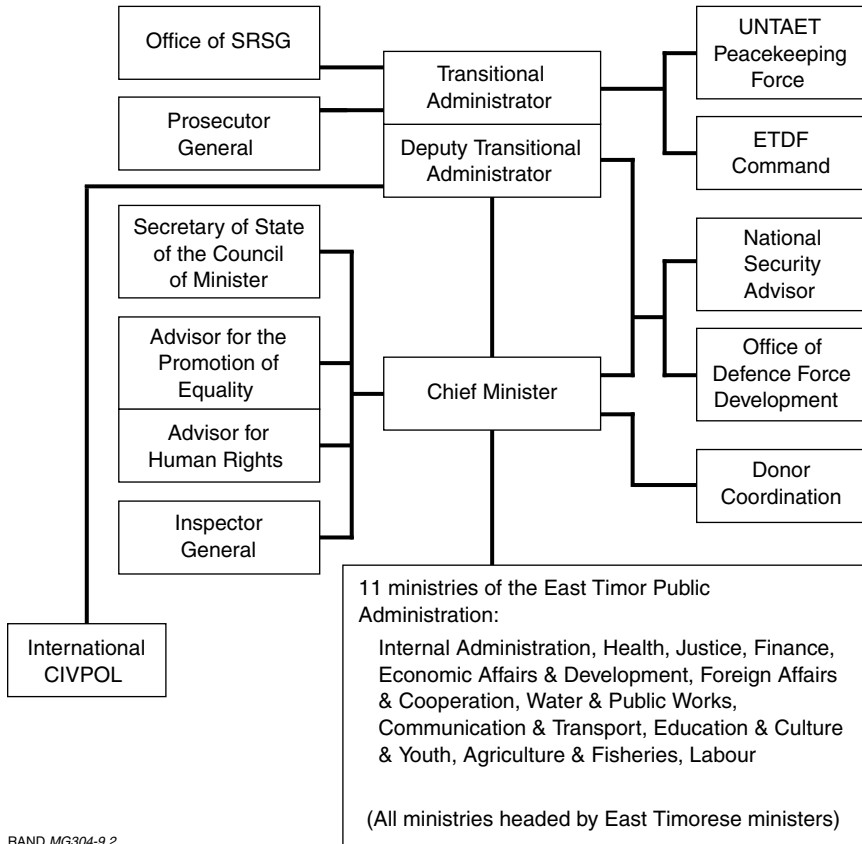 Office of SRSG
Prosecutor
General
Transitional
Administrator
Deputy Transitional
Administrator
UNTAET
Peacekeeping
Force
ETDF
Command
Secretary of State
of the Council
of Minister
Advisor for the
Promotion of
Equality
Advisor for
Human Rights
Inspector
General
Chief Minister
National
Security
Advisor
Office of
Defence Force
Development
Donor
Coordination
International
CIVPOL
11 ministries of the East Timor Public
Administration:
Internal Administration, Health, Justice, Finance,
Economic Affairs & Development, Foreign Affairs
& Cooperation, Water & Public Works,
Communication & Transport, Education & Culture
& Youth, Agriculture & Fisheries, Labour
(All ministries headed by East Timorese ministers)
RAND MG304-9.2